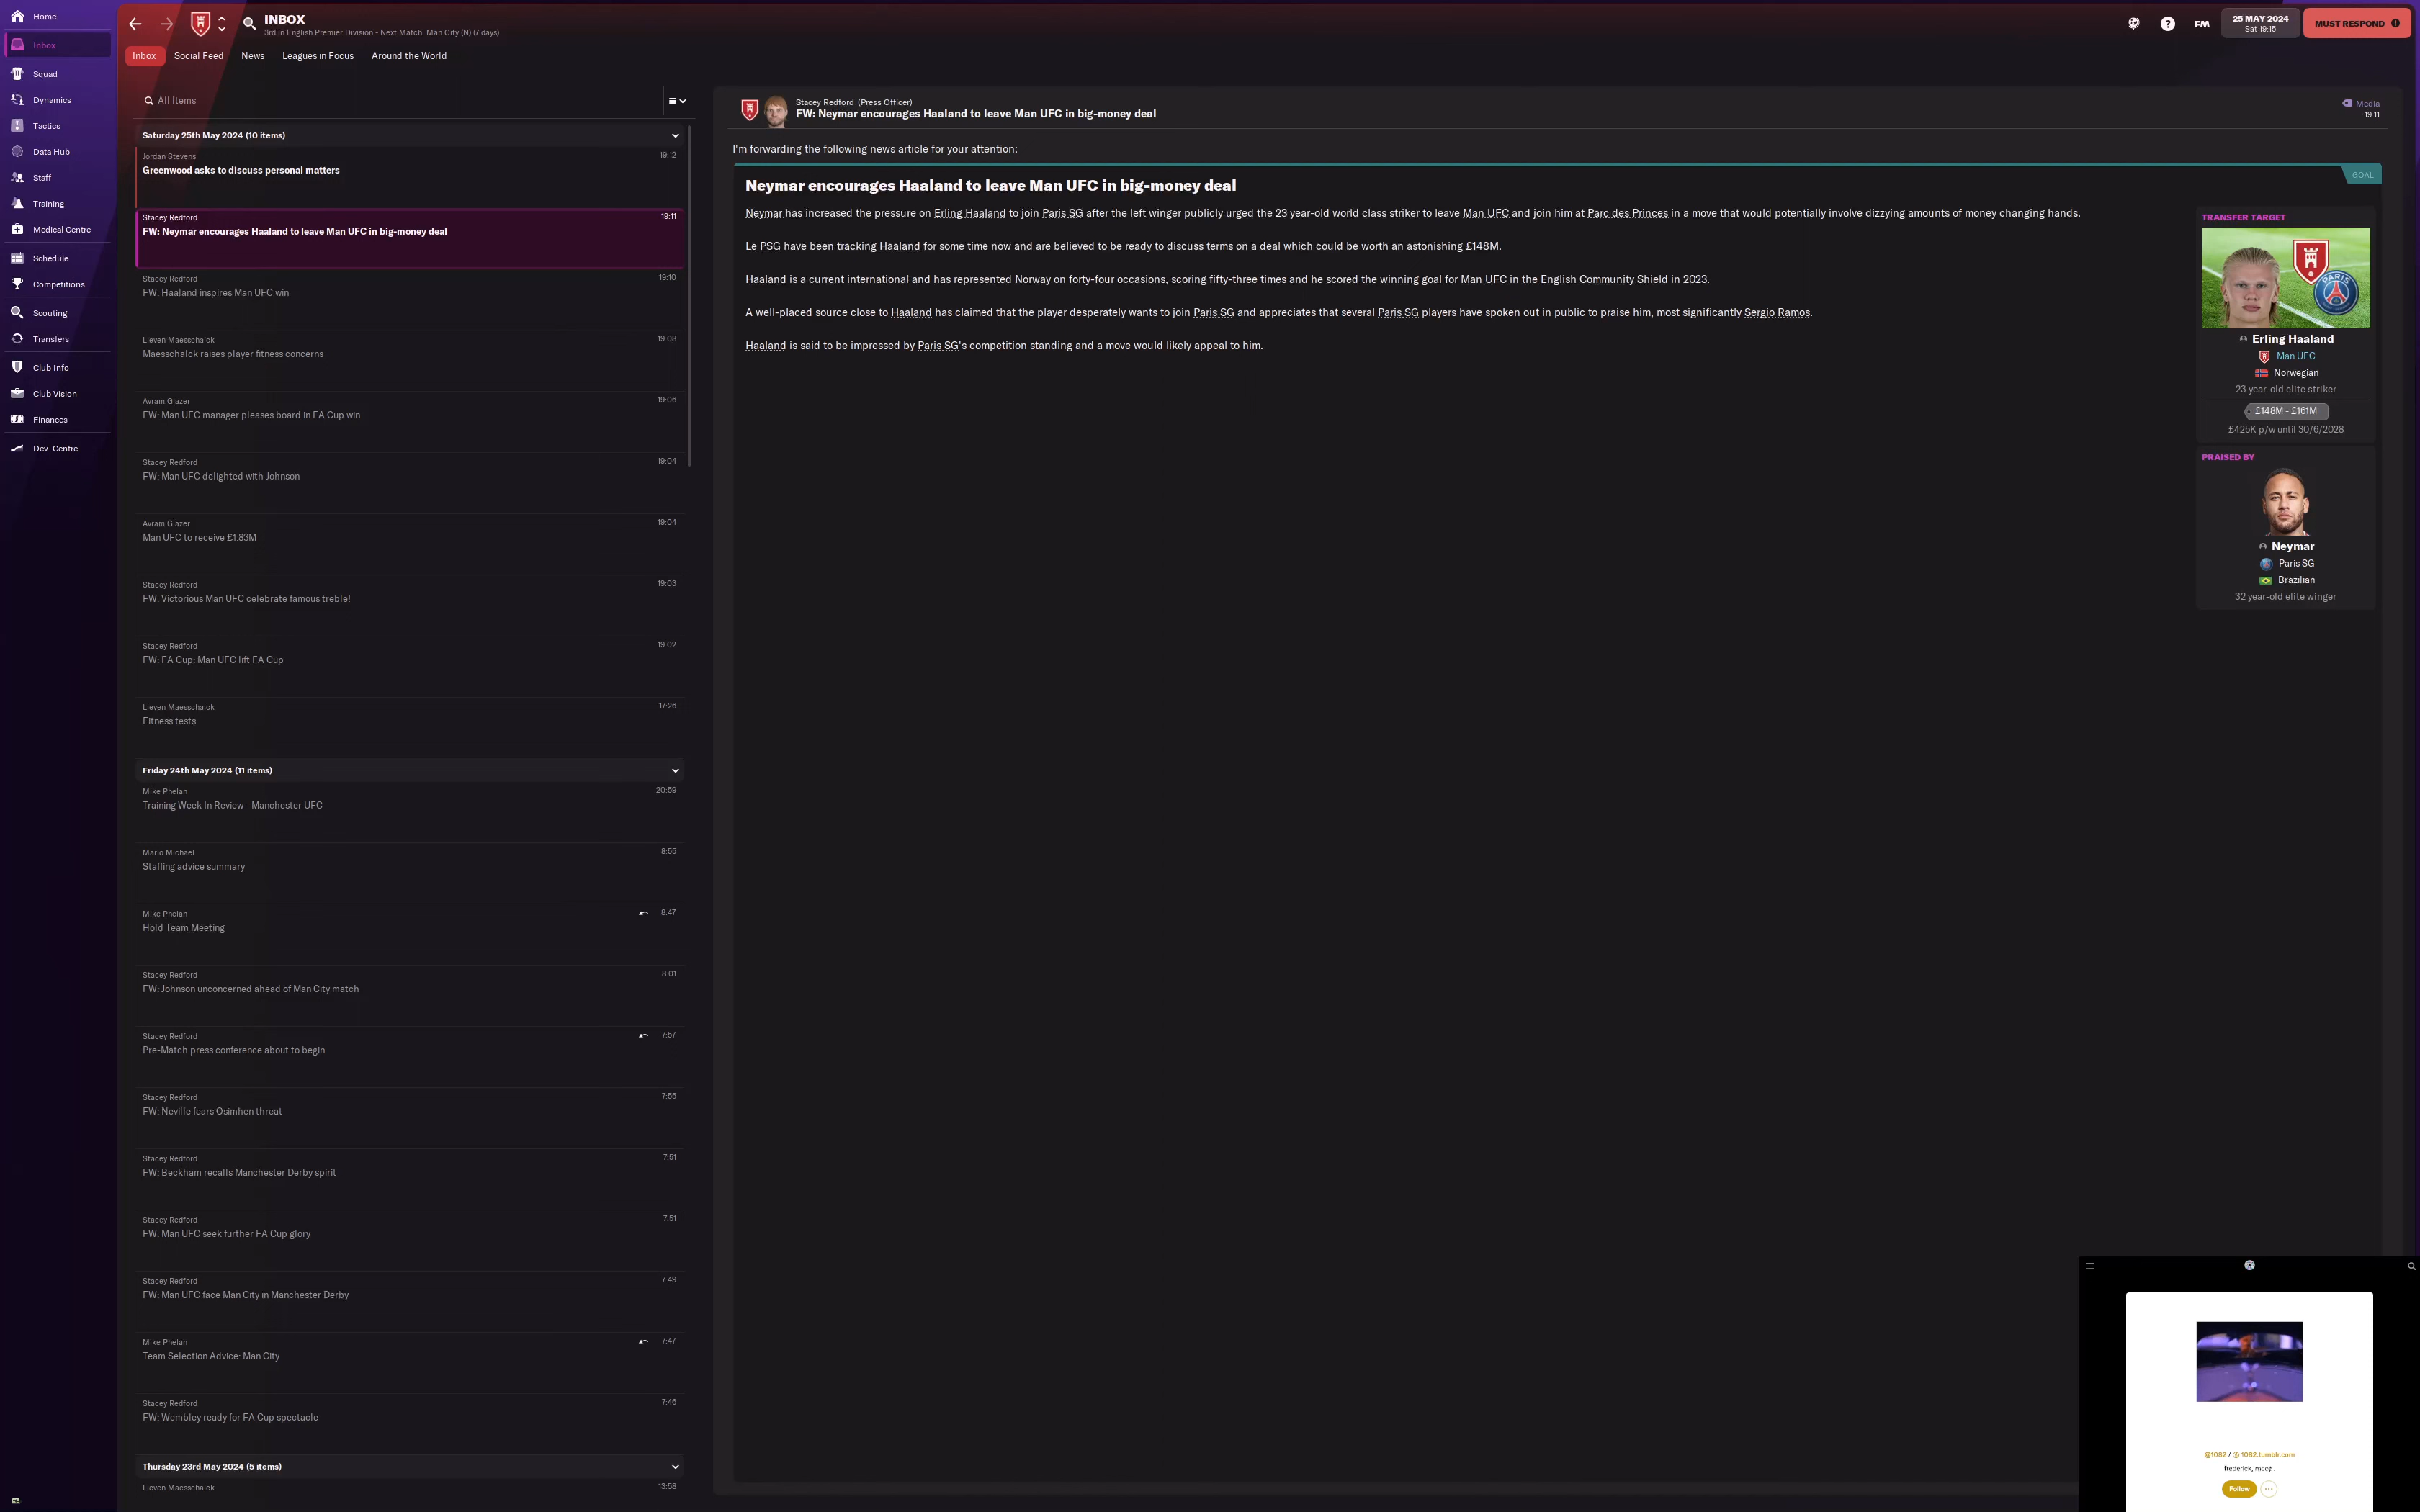 Home
Inbox
Squad
Dynamics
Tactics
Data Hub
Staff
Training
Medical Centre
Schedule
Competitions
Scouting
Transfers
Club Info
Club Vision
Finances
Dev. Centre
INBOX
3rd in English Premier Division - Next Match: Man City (N) (7 days)
FM
25 MAY 2024
Sat 19:15
MUST RESPOND
Inbox
Social Feed
News
Leagues in Focus
Around the World
All Items
Saturday 25th May 2024 (10 items)
Jordan Stevens 19:12
Greenwood asks to discuss personal matters
Stacey Redford 19:11
FW: Neymar encourages Haaland to leave Man UFC in big-money deal
Stacey Redford 19:10
FW: Haaland inspires Man UFC win
Lieven Maesschalck 19:08
Maesschalck raises player fitness concerns
Avram Glazer 19:06
FW: Man UFC manager pleases board in FA Cup win
Stacey Redford 19:04
FW: Man UFC delighted with Johnson
Avram Glazer 19:04
Man UFC to receive £1.83M
Stacey Redford 19:03
FW: Victorious Man UFC celebrate famous treble!
Stacey Redford 19:02
FW: FA Cup: Man UFC lift FA Cup
Lieven Maesschalck 17:26
Fitness tests
Friday 24th May 2024 (11 items)
Mike Phelan 20:59
Training Week In Review - Manchester UFC
Mario Michael 8:55
Staffing advice summary
Mike Phelan 8:47
Hold Team Meeting
Stacey Redford 8:01
FW: Johnson unconcerned ahead of Man City match
Stacey Redford 7:57
Pre-Match press conference about to begin
Stacey Redford 7:55
FW: Neville fears Osimhen threat
Stacey Redford 7:51
FW: Beckham recalls Manchester Derby spirit
Stacey Redford 7:51
FW: Man UFC seek further FA Cup glory
Stacey Redford 7:49
FW: Man UFC face Man City in Manchester Derby
Mike Phelan 7:47
Team Selection Advice: Man City
Stacey Redford 7:46
FW: Wembley ready for FA Cup spectacle
Thursday 23rd May 2024 (5 items)
Lieven Maesschalck 13:58
Stacey Redford (Press Officer)
FW: Neymar encourages Haaland to leave Man UFC in big-money deal
Media
19:11
I'm forwarding the following news article for your attention:
GOAL
Neymar encourages Haaland to leave Man UFC in big-money deal
Neymar has increased the pressure on Erling Haaland to join Paris SG after the left winger publicly urged the 23 year-old world class striker to leave Man UFC and join him at Parc des Princes in a move that would potentially involve dizzying amounts of money changing hands.
Le PSG have been tracking Haaland for some time now and are believed to be ready to discuss terms on a deal which could be worth an astonishing £148M.
Haaland is a current international and has represented Norway on forty-four occasions, scoring fifty-three times and he scored the winning goal for Man UFC in the English Community Shield in 2023.
A well-placed source close to Haaland has claimed that the player desperately wants to join Paris SG and appreciates that several Paris SG players have spoken out in public to praise him, most significantly Sergio Ramos.
Haaland is said to be impressed by Paris SG's competition standing and a move would likely appeal to him.
TRANSFER TARGET
PARIS
Erling Haaland
Man UFC
Norwegian
23 year-old elite striker
£148M - £161M
£425K p/w until 30/6/2028
PRAISED BY
Neymar
Paris SG
Brazilian
32 year-old elite winger
@1082 / 1082.tumblr.com
Follow